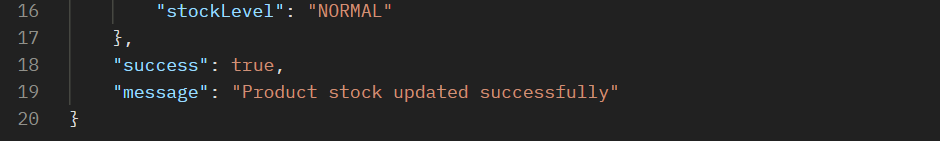 16 "stockLevel": "NORMAL"
17 },
18 "success": true,
19 "message": "Product stock updated successfully"
20 }